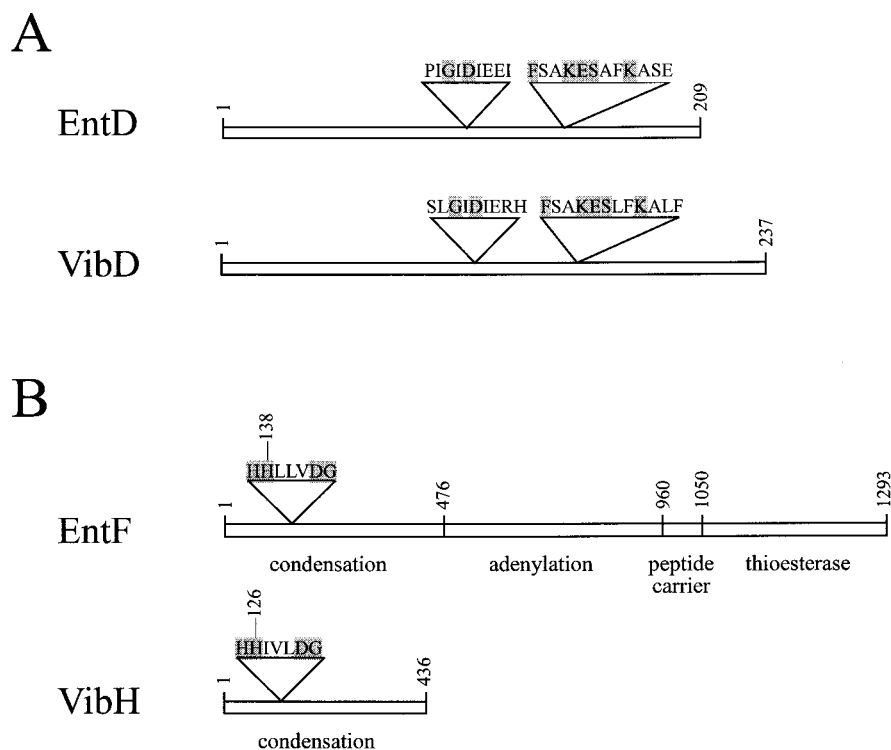 A
PIGIDIEEI FSAKESAFKASE
1
209
EntD
SLGIDIERH FSAKESLFKALF
1
237
VibD
B
138
HHLLVDG
1
476
960
1050
1293
EntF
condensation adenylation peptide carrier thioesterase
126
HHIVLDG
1
436
VibH
condensation